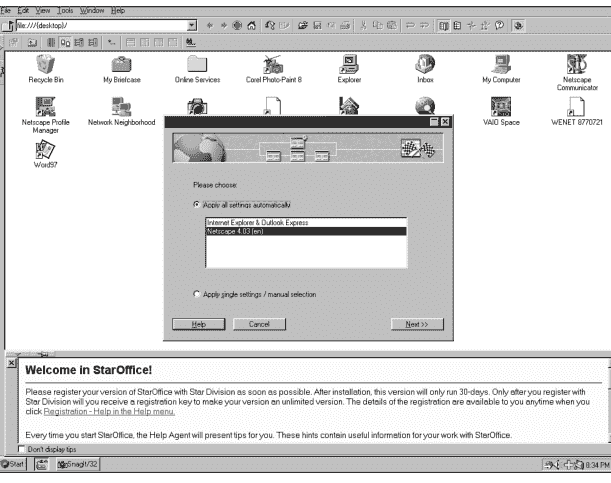 File Edit View Tools Window Help
file:///{desktop}/
Recycle Bin
My Briefcase
Online Services
Corel Photo-Paint 8
Explorer
Inbox
My Computer
Netscape
Communicator
Netscape Profile
Manager
Network Neighborhood
VAIO Space
WENET 8770721
Word97
Please choose:
Apply all settings automatically
Internet Explorer & Outlook Express
Netscape 4.03 (en)
Apply single settings / manual selection
Help
Cancel
Next >>
Welcome in StarOffice!
Please register your version of StarOffice with Star Division as soon as possible. After installation, this version will only run 30-days. Only after you register with
Star Division will you receive a registration key to make your version an unlimited version. The details of the registration are available to you anytime when you
click Registration - Help in the Help menu.
Every time you start StarOffice, the Help Agent will present tips for you. These hints contain useful information for your work with StarOffice.
Don't display tips
Start
SnagIt/32
8:34 PM